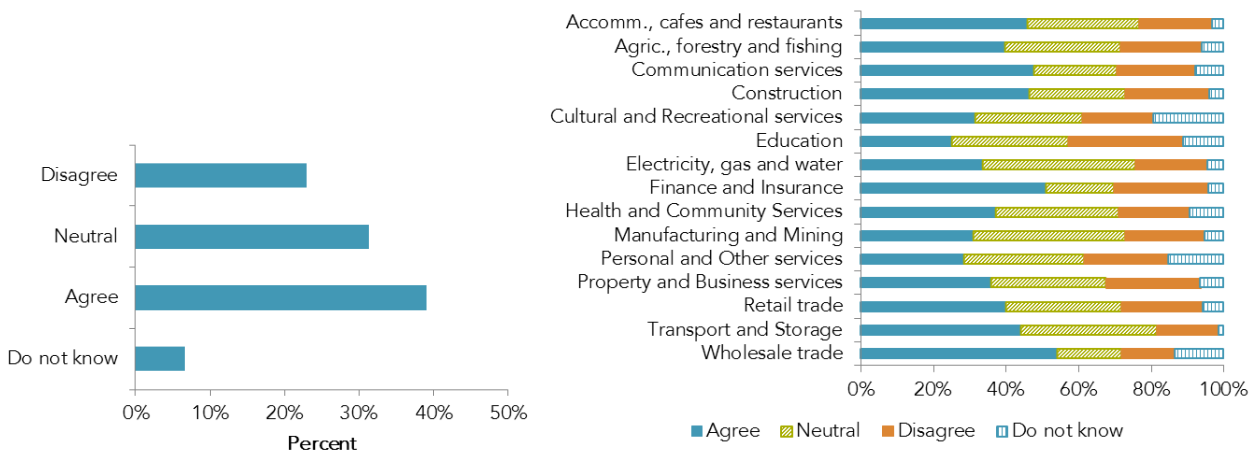 Disagree
Neutral
Agree
Do not know
0% 10% 20% 30% 40% 50%
Percent
Accomm., cafes and restaurants
Agric., forestry and fishing
Communication services
Construction
Cultural and Recreational services
Education
Electricity, gas and water
Finance and Insurance
Health and Community Services
Manufacturing and Mining
Personal and Other services
Property and Business services
Retail trade
Transport and Storage
Wholesale trade
0% 20% 40% 60% 80% 100%
Agree Neutral Disagree Do not know